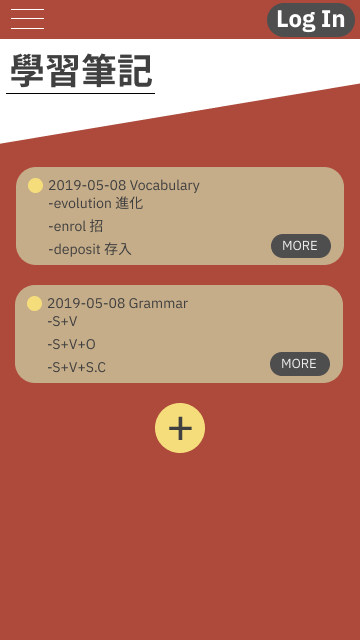 Log In
學習筆記
2019-05-08 Vocabulary
-evolution 進化
-enrol 招
-deposit 存入
MORE
2019-05-08 Grammar
-S+V
-S+V+O
-S+V+S.C
MORE
+